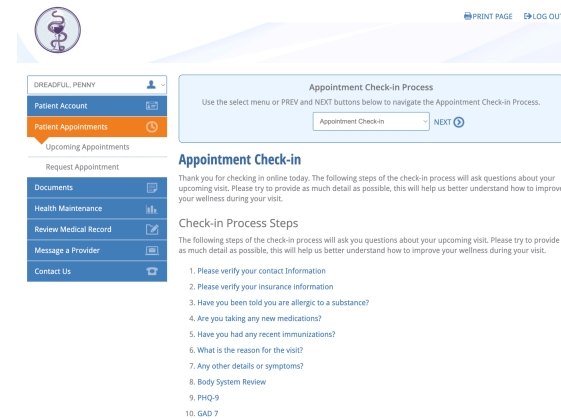 PRINT PAGE LOG OUT
DREADFUL, PENNY
Patient Account
Patient Appointments
Upcoming Appointments
Request Appointment
Documents
Health Maintenance
Review Medical Record
Message a Provider
Contact Us
Appointment Check-in Process
Use the select menu or PREV and NEXT buttons below to navigate the Appointment Check-in Process.
Appointment Check-in NEXT
Appointment Check-in
Thank you for checking in online today. The following steps of the check-in process will ask questions about your
upcoming visit. Please try to provide as much detail as possible, this will help us better understand how to improve
your wellness during your visit.
Check-in Process Steps
The following steps of the check-in process will ask you questions about your upcoming visit. Please try to provide
as much detail as possible, this will help us better understand how to improve your wellness during your visit.
1. Please verify your contact Information
2. Please verify your insurance information
3. Have you been told you are allergic to a substance?
4. Are you taking any new medications?
5. Have you had any recent immunizations?
6. What is the reason for the visit?
7. Any other details or symptoms?
8. Body System Review
9. PHQ-9
10. GAD 7